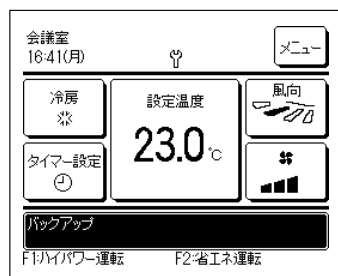 会議室
16:41(月)
メニュー
冷房
設定温度
風向
23.0℃
タイマー設定
バックアップ
F1:ハイパワー運転
F2:省エネ運転